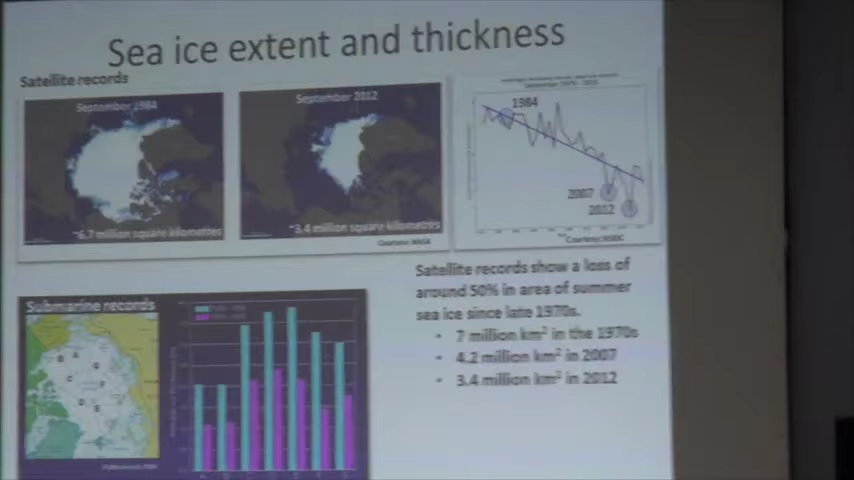 Sea ice extent and thickness
Satellite records
September 1984
September 2012
1984
2007
2012
~6.7 million square kilometres
~3.4 million square kilometres
Courtesy: NASA
Courtesy: NSIDC
Satellite records show a loss of
around 50% in area of summer
sea ice since late 1970s.
• 7 million km² in the 1970s
• 4.2 million km² in 2007
• 3.4 million km² in 2012
Submarine records